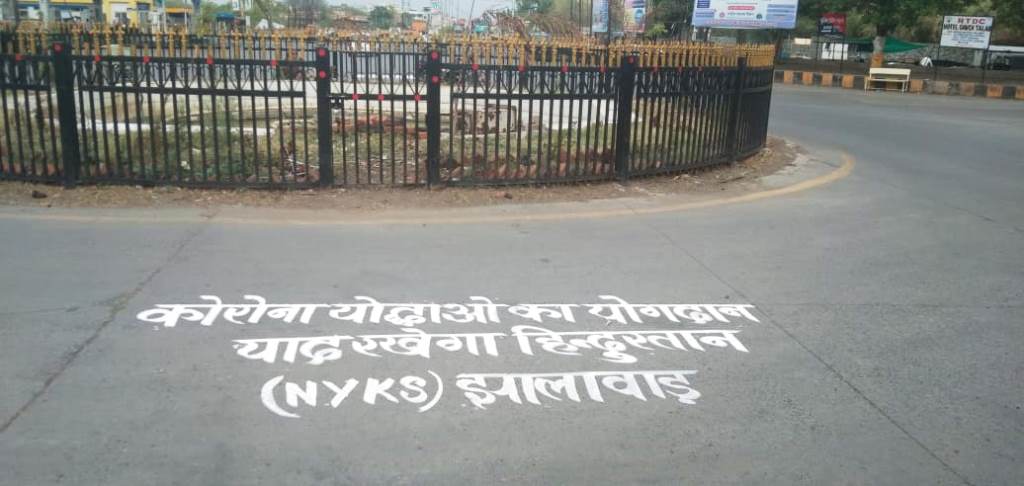 RTDC
कोरोना योद्धाओ का योगदान
याद रखेगा हिन्दुस्तान
(NYKS) झालावाड़